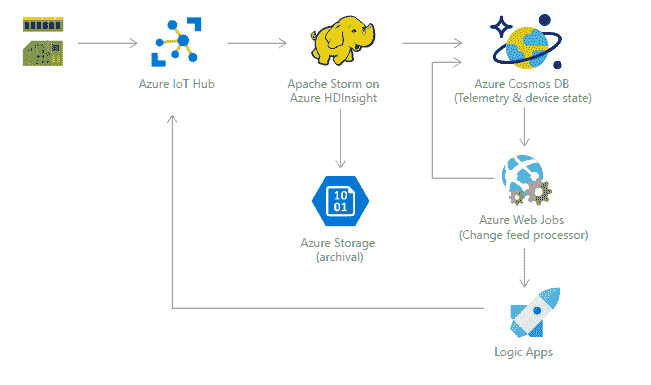 Azure IoT Hub
Apache Storm on
Azure HDInsight
Azure Cosmos DB
(Telemetry & device state)
10
01
Azure Storage
(archival)
Azure Web Jobs
(Change feed processor)
Logic Apps